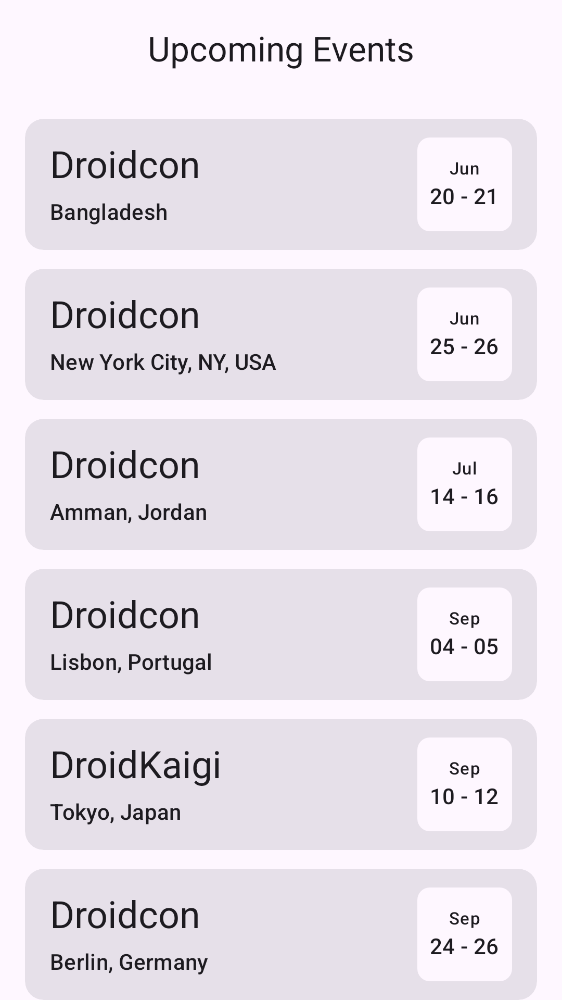 Upcoming Events
Droidcon
Bangladesh
Jun
20 - 21
Droidcon
New York City, NY, USA
Jun
25 - 26
Droidcon
Amman, Jordan
Jul
14 - 16
Droidcon
Lisbon, Portugal
Sep
04 - 05
DroidKaigi
Tokyo, Japan
Sep
10 - 12
Droidcon
Berlin, Germany
Sep
24 - 26